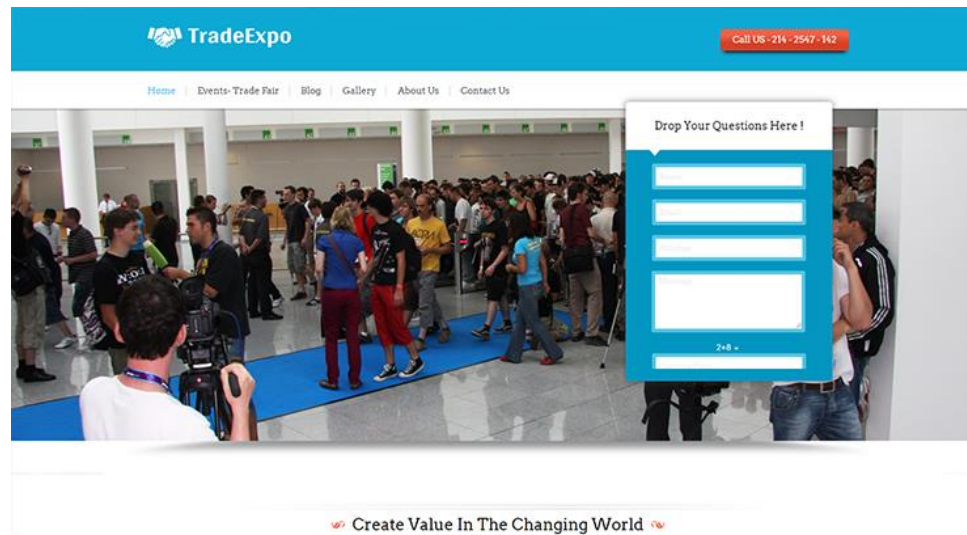 TradeExpo
Call US - 214 - 2547 - 142
Home
Events- Trade Fair
Blog
Gallery
About Us
Contact Us
Drop Your Questions Here !
2+8 =
Create Value In The Changing World